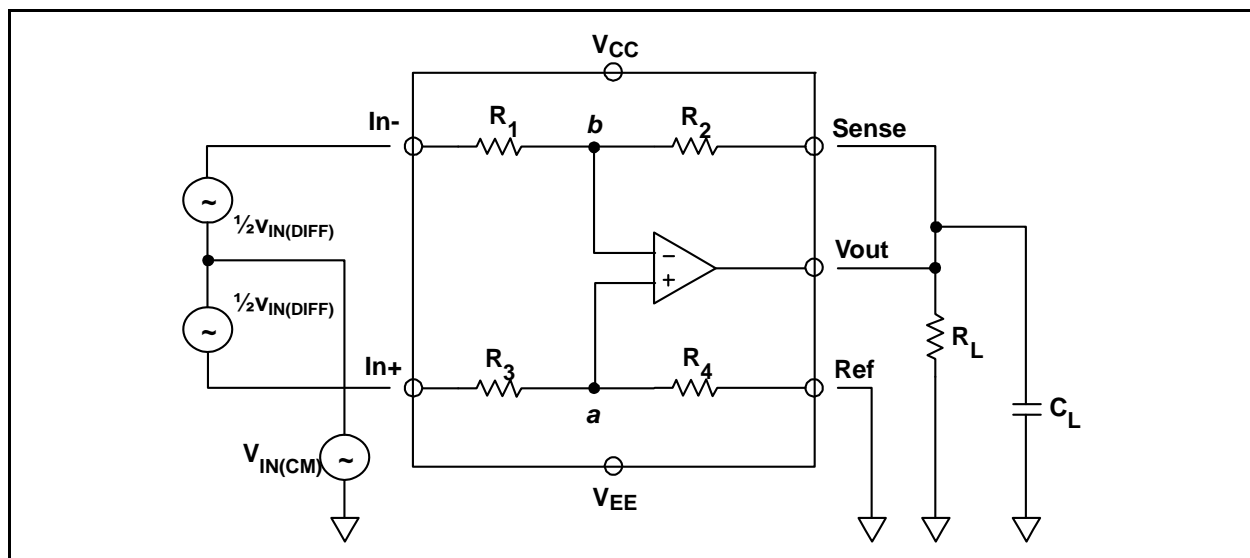 VCC
In-
R1
b
R2
Sense
~
½vIN(DIFF)
−
+
Vout
½vIN(DIFF)
~
RL
In+
R3
R4
Ref
a
CL
VIN(CM)
~
VEE